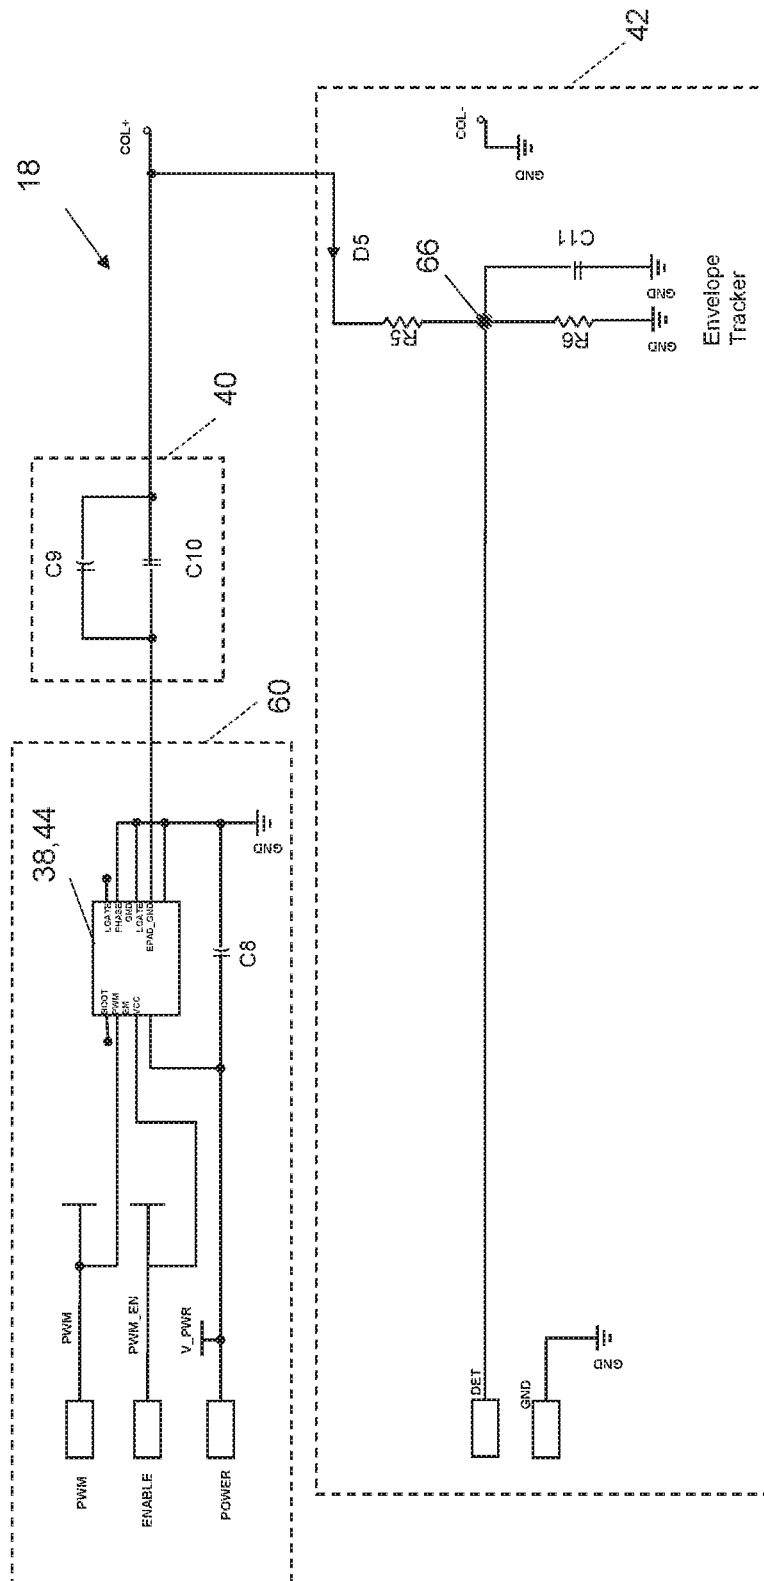 42
18
COL+
COL-
GND
D5
66
C11
R5
R6
GND
GND
Envelope
Tracker
40
C9
C10
60
38,44
LGATE
PHASE
GND
LGATE
EPAD_GND
GND
BOOT
PWM
EM
VCC
C8
PWM
PWM_EN
V_PWR
PWM
ENABLE
POWER
DET
GND
GND